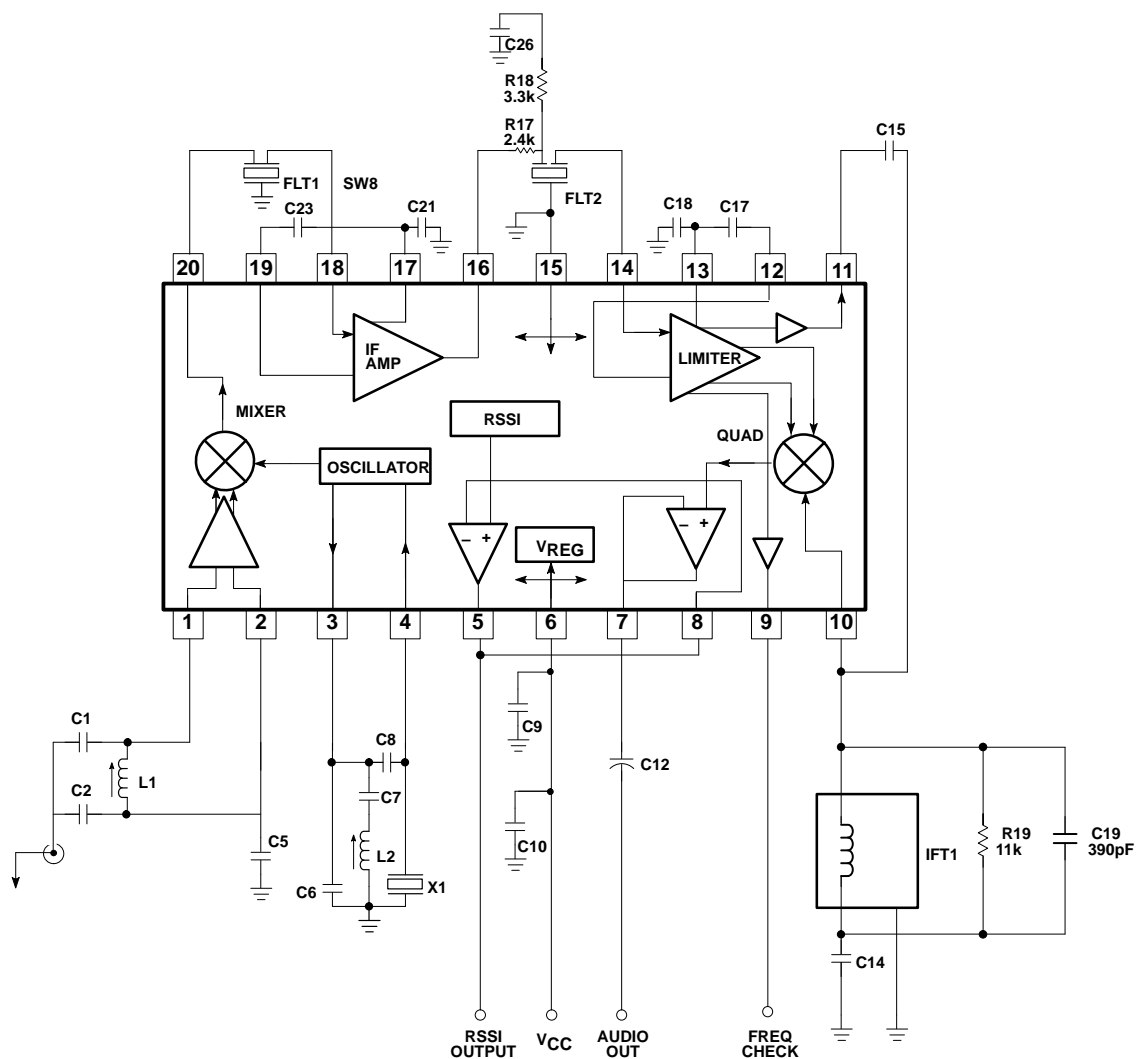 C26
R18
3.3k
R17
2.4k
C15
FLT1
SW8
FLT2
C23
C21
C18
C17
20
19
18
17
16
15
14
13
12
11
IF
AMP
LIMITER
MIXER
RSSI
QUAD
OSCILLATOR
– +
VREG
– +
1
2
3
4
5
6
7
8
9
10
C1
C2
L1
C5
C8
C7
L2
C6
X1
C9
C10
C12
IFT1
R19
11k
C19
390pF
C14
RSSI
OUTPUT
VCC
AUDIO
OUT
FREQ
CHECK